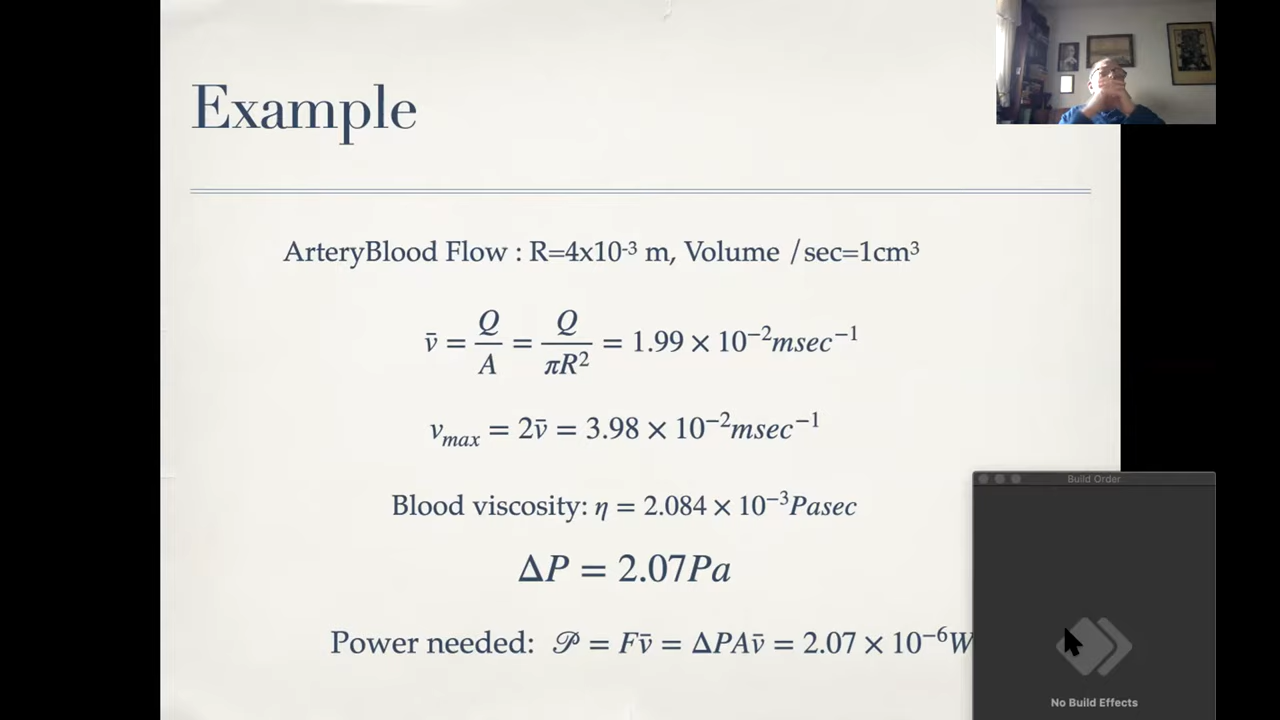 Example
ArteryBlood Flow : R=4x10⁻³ m, Volume /sec=1cm³
v̄ = Q/A = Q/πR² = 1.99 × 10⁻²msec⁻¹
v_max = 2v̄ = 3.98 × 10⁻²msec⁻¹
Blood viscosity: η = 2.084 × 10⁻³Pasec
ΔP = 2.07Pa
Power needed: 𝒫 = Fv̄ = ΔPAv̄ = 2.07 × 10⁻⁶W
Build Order
No Build Effects